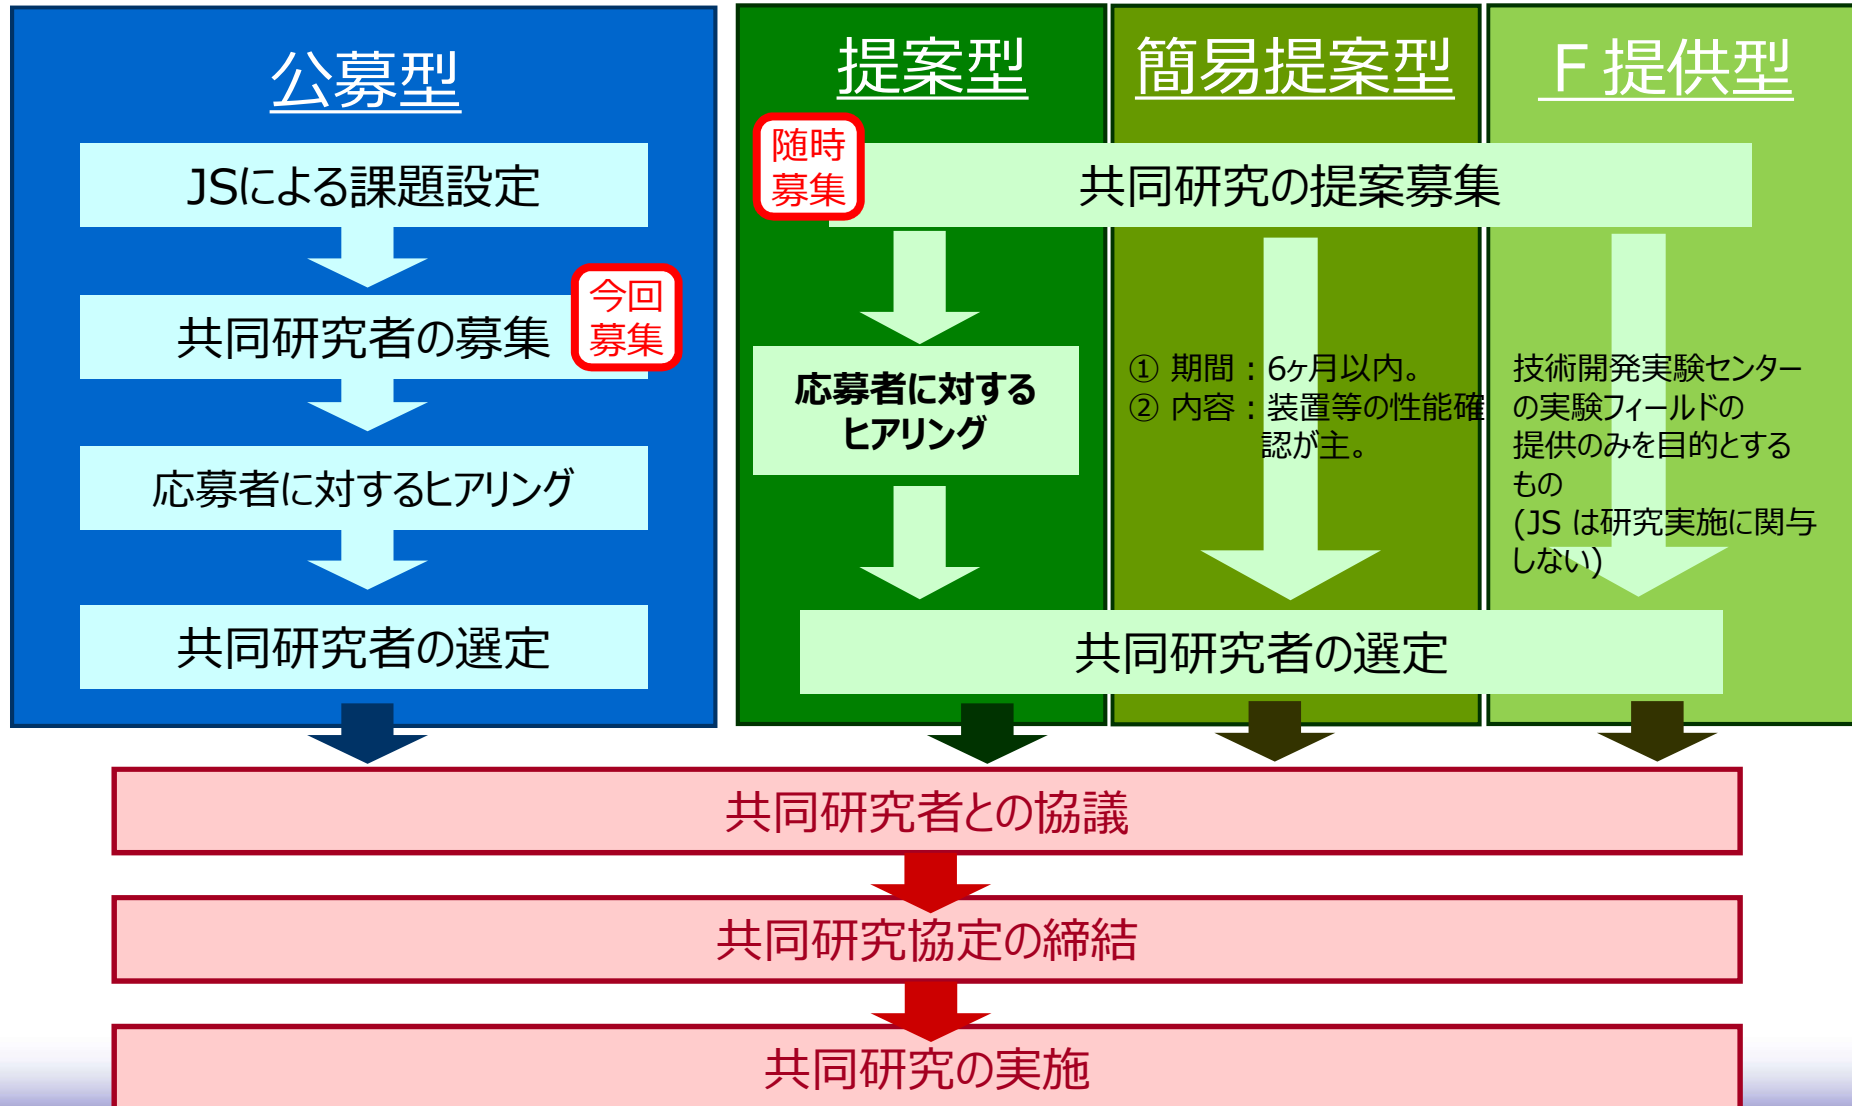 公募型
JSによる課題設定
共同研究者の募集
今回
募集
応募者に対するヒアリング
共同研究者の選定
提案型
簡易提案型
F提供型
随時
募集
共同研究の提案募集
応募者に対する
ヒアリング
① 期間：6ヶ月以内。
② 内容：装置等の性能確
認が主。
技術開発実験センター
の実験フィールドの
提供のみを目的とする
もの
(JS は研究実施に関与
しない)
共同研究者の選定
共同研究者との協議
共同研究協定の締結
共同研究の実施